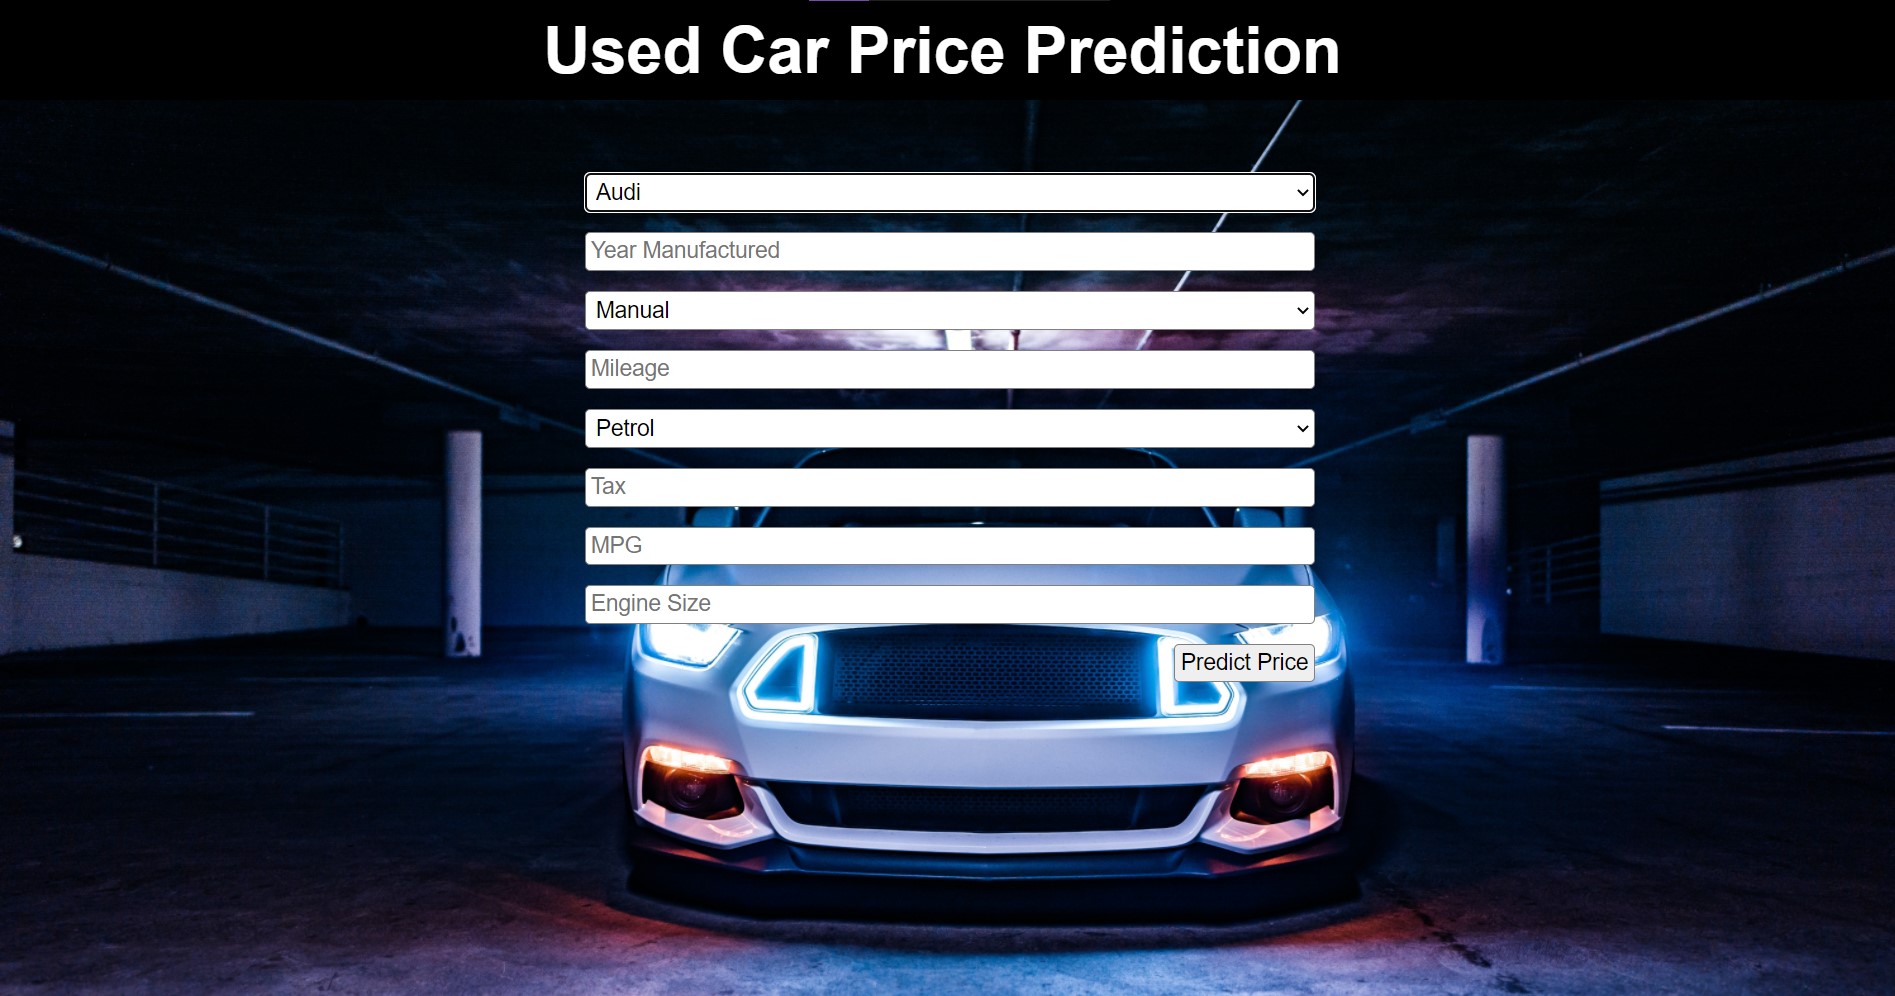 Used Car Price Prediction
Audi
Year Manufactured
Manual
Mileage
Petrol
Tax
MPG
Engine Size
Predict Price